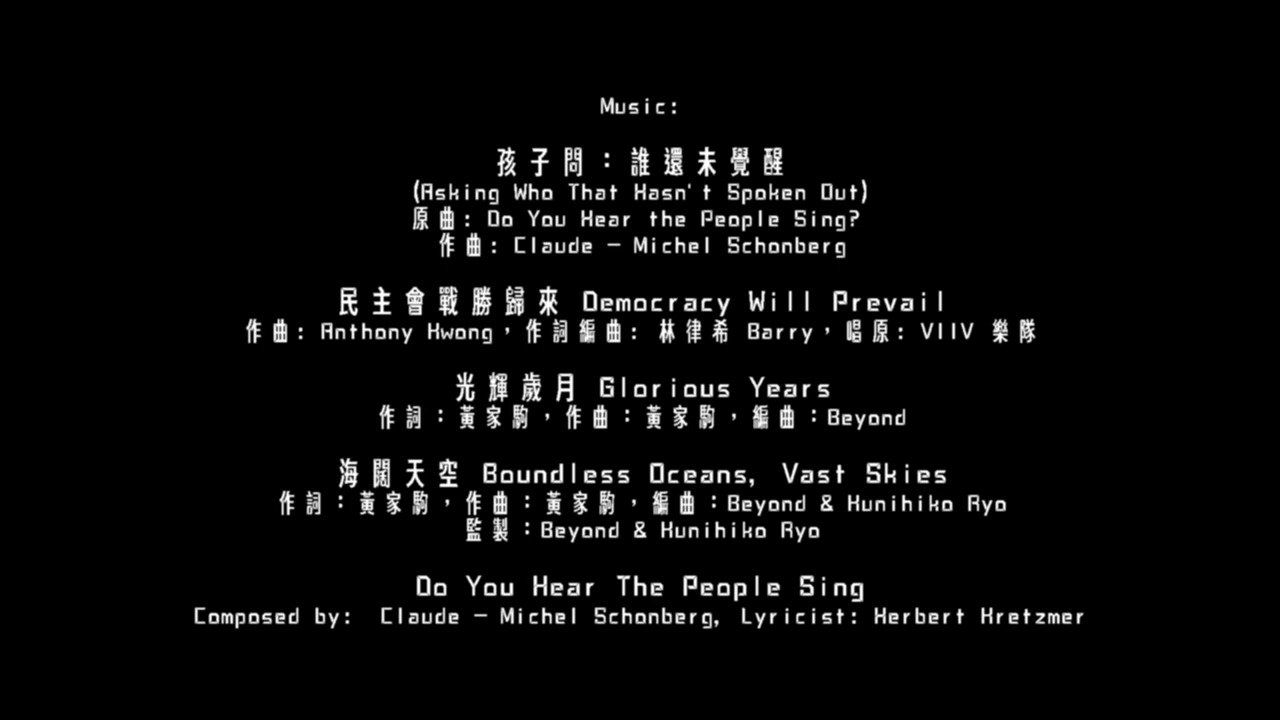 Music:
孩子問：誰還未覺醒
(Asking Who That Hasn't Spoken Out)
原曲: Do You Hear the People Sing?
作曲: Claude - Michel Schonberg
民主會戰勝歸來 Democracy Will Prevail
作曲: Anthony Kwong，作詞編曲: 林律希 Barry，唱原: VIIV 樂隊
光輝歲月 Glorious Years
作詞：黃家駒，作曲：黃家駒，編曲：Beyond
海闊天空 Boundless Oceans, Vast Skies
作詞：黃家駒，作曲：黃家駒，編曲：Beyond & Kunihiko Ryo
監製：Beyond & Kunihiko Ryo
Do You Hear The People Sing
Composed by: Claude - Michel Schonberg, Lyricist: Herbert Kretzmer